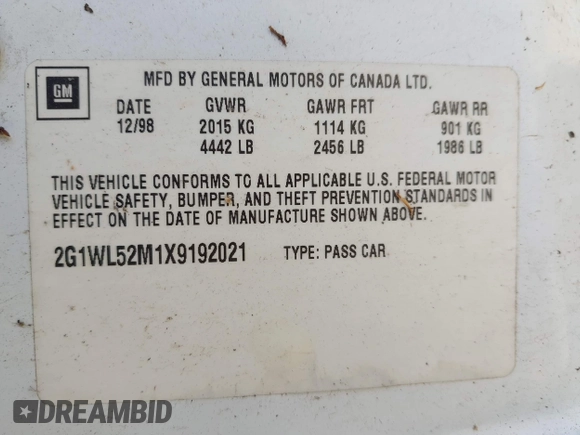 GM
MFD BY GENERAL MOTORS OF CANADA LTD.
DATE GVWR GAWR FRT GAWR RR
12/98 2015 KG 1114 KG 901 KG
4442 LB 2456 LB 1986 LB
THIS VEHICLE CONFORMS TO ALL APPLICABLE U.S. FEDERAL MOTOR
VEHICLE SAFETY, BUMPER, AND THEFT PREVENTION STANDARDS IN
EFFECT ON THE DATE OF MANUFACTURE SHOWN ABOVE.
2G1WL52M1X9192021 TYPE: PASS CAR
DREAMBID